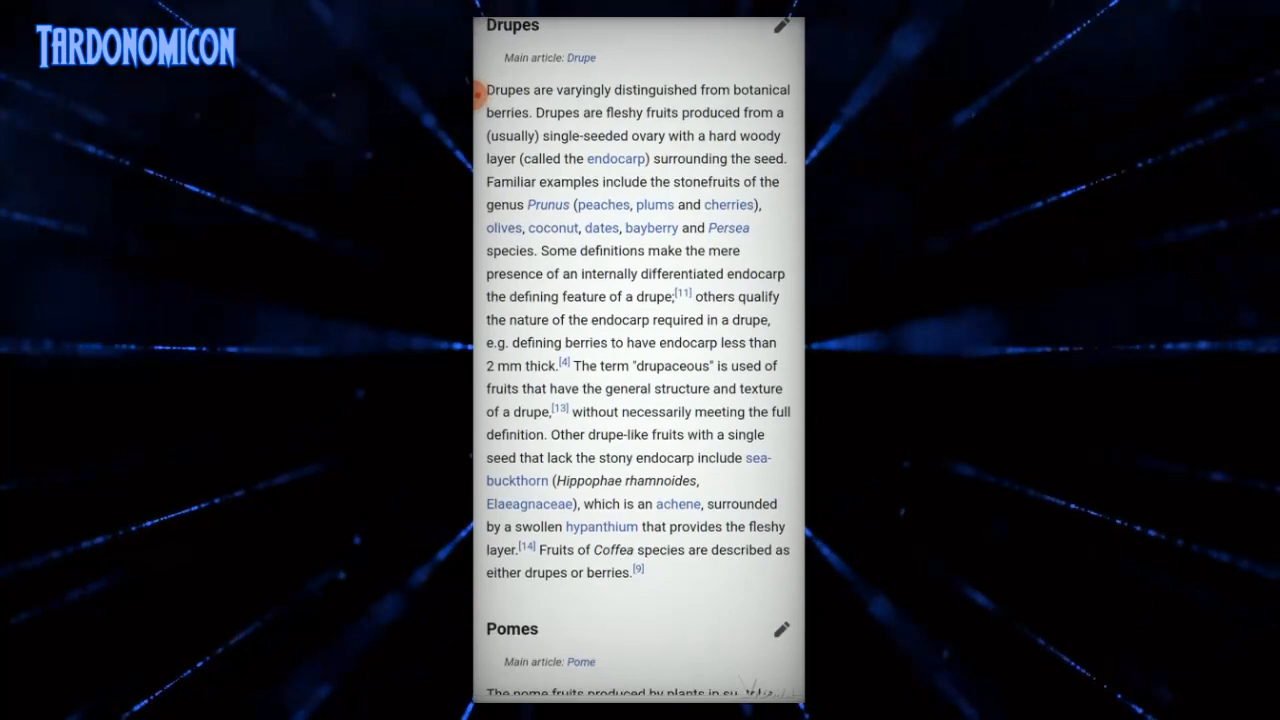 TARDONOMICON
Drupes
Main article: Drupe
Drupes are varyingly distinguished from botanical
berries. Drupes are fleshy fruits produced from a
(usually) single-seeded ovary with a hard woody
layer (called the endocarp) surrounding the seed.
Familiar examples include the stonefruits of the
genus Prunus (peaches, plums and cherries),
olives, coconut, dates, bayberry and Persea
species. Some definitions make the mere
presence of an internally differentiated endocarp
the defining feature of a drupe;[11] others qualify
the nature of the endocarp required in a drupe,
e.g. defining berries to have endocarp less than
2 mm thick.[4] The term "drupaceous" is used of
fruits that have the general structure and texture
of a drupe,[13] without necessarily meeting the full
definition. Other drupe-like fruits with a single
seed that lack the stony endocarp include sea-
buckthorn (Hippophae rhamnoides,
Elaeagnaceae), which is an achene, surrounded
by a swollen hypanthium that provides the fleshy
layer.[14] Fruits of Coffea species are described as
either drupes or berries.[9]
Pomes
Main article: Pome
The pome fruits produced by plants in